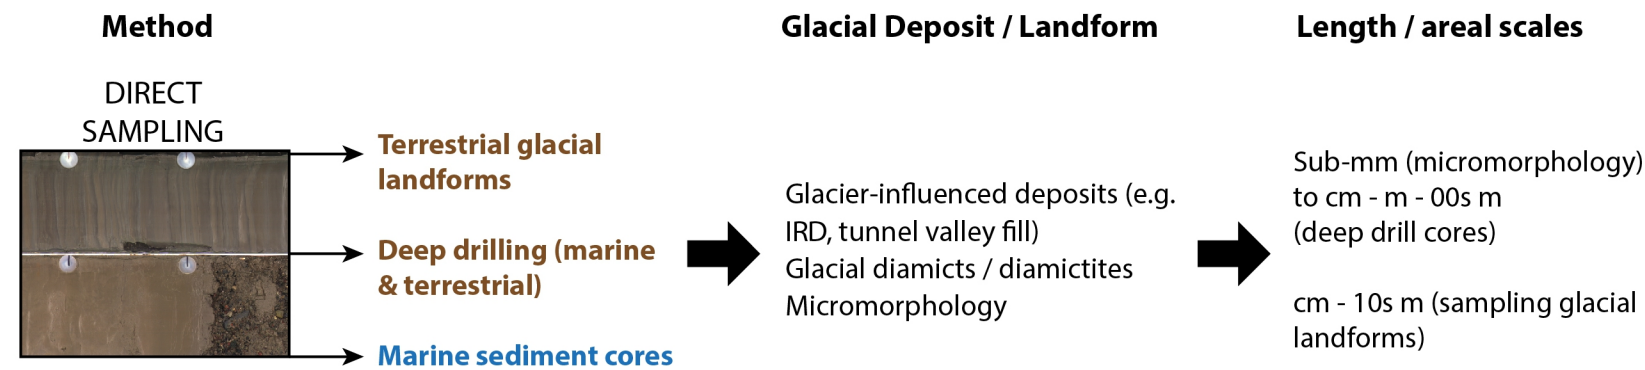 Method
Glacial Deposit / Landform
Length / areal scales
DIRECT
SAMPLING
Terrestrial glacial
landforms
Deep drilling (marine
& terrestrial)
Marine sediment cores
Glacier-influenced deposits (e.g.
IRD, tunnel valley fill)
Glacial diamicts / diamictites
Micromorphology
Sub-mm (micromorphology)
to cm - m - 00s m
(deep drill cores)
cm - 10s m (sampling glacial
landforms)